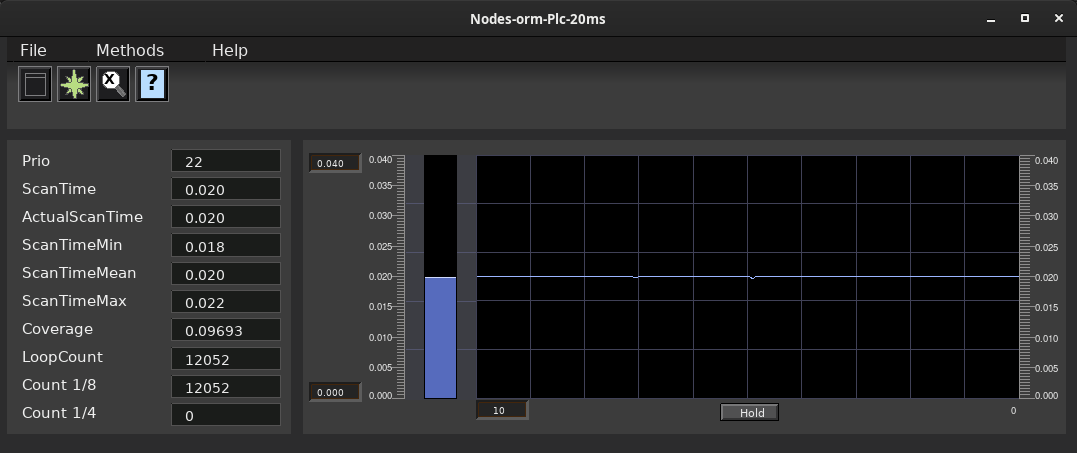 Nodes-orm-Plc-20ms
File Methods Help
X
?
Prio 22
ScanTime 0.020
ActualScanTime 0.020
ScanTimeMin 0.018
ScanTimeMean 0.020
ScanTimeMax 0.022
Coverage 0.09693
LoopCount 12052
Count 1/8 12052
Count 1/4 0
0.040
0.000
0.040
0.035
0.030
0.025
0.020
0.015
0.010
0.005
0.000
0.040
0.035
0.030
0.025
0.020
0.015
0.010
0.005
0.000
10 Hold 0